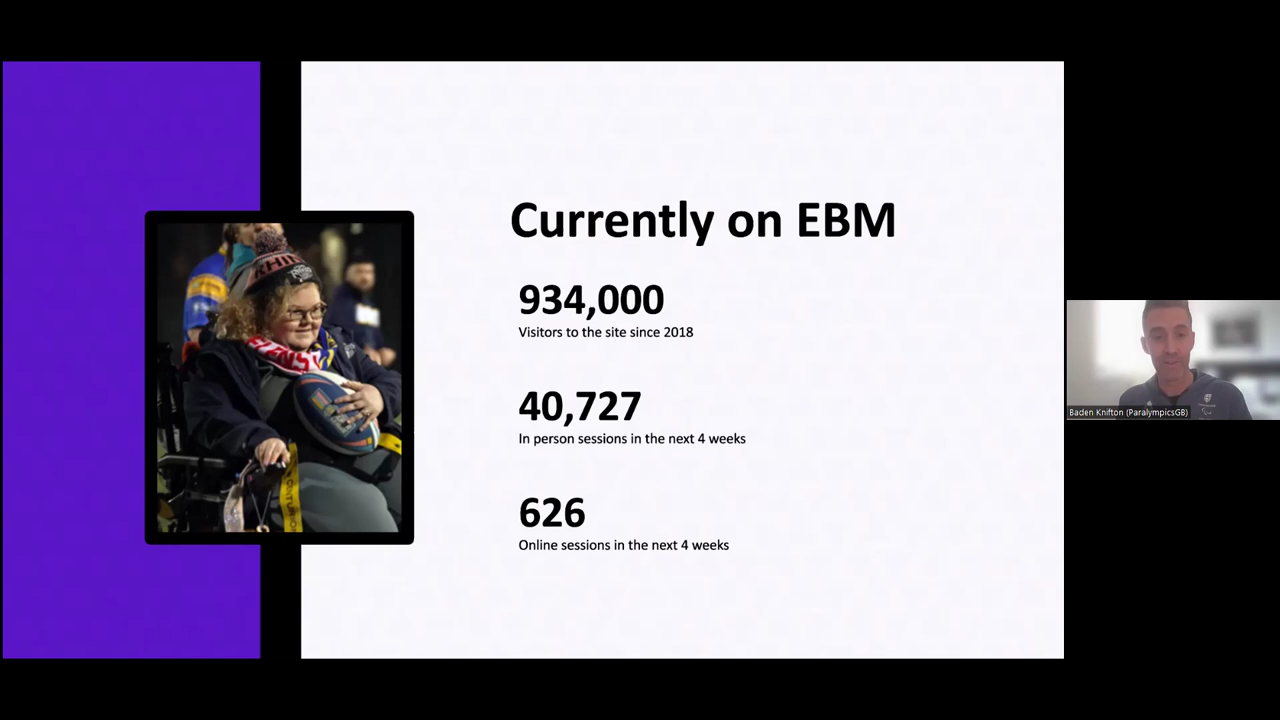 Currently on EBM
934,000
Visitors to the site since 2018
40,727
In person sessions in the next 4 weeks
626
Online sessions in the next 4 weeks
Baden Knifton (ParalympicsGB)